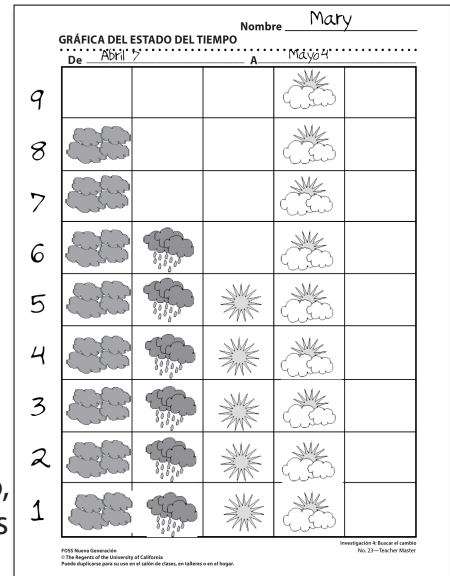 Nombre Mary
GRÁFICA DEL ESTADO DEL TIEMPO
De Abril 7 A Mayo 4
9
8
7
6
5
4
3
2
1
,
s
Investigación 4: Buscar el cambio
No. 23—Teacher Master
FOSS Nueva Generación
© The Regents of the University of California
Puede duplicarse para su uso en el salón de clases, en talleres o en el hogar.